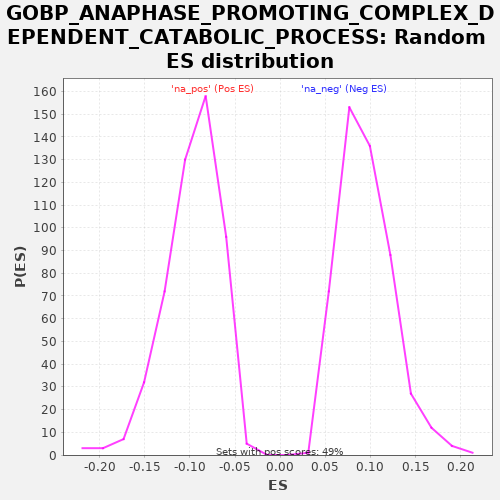 GOBP_ANAPHASE_PROMOTING_COMPLEX_D
EPENDENT_CATABOLIC_PROCESS: Random
ES distribution
'na_pos' (Pos ES)
'na_neg' (Neg ES)
160
150
140
130
120
110
100
90
80
70
60
50
40
30
20
10
0
P(ES)
Sets with pos scores: 49%
-0.20 -0.15 -0.10 -0.05 0.00 0.05 0.10 0.15 0.20
ES